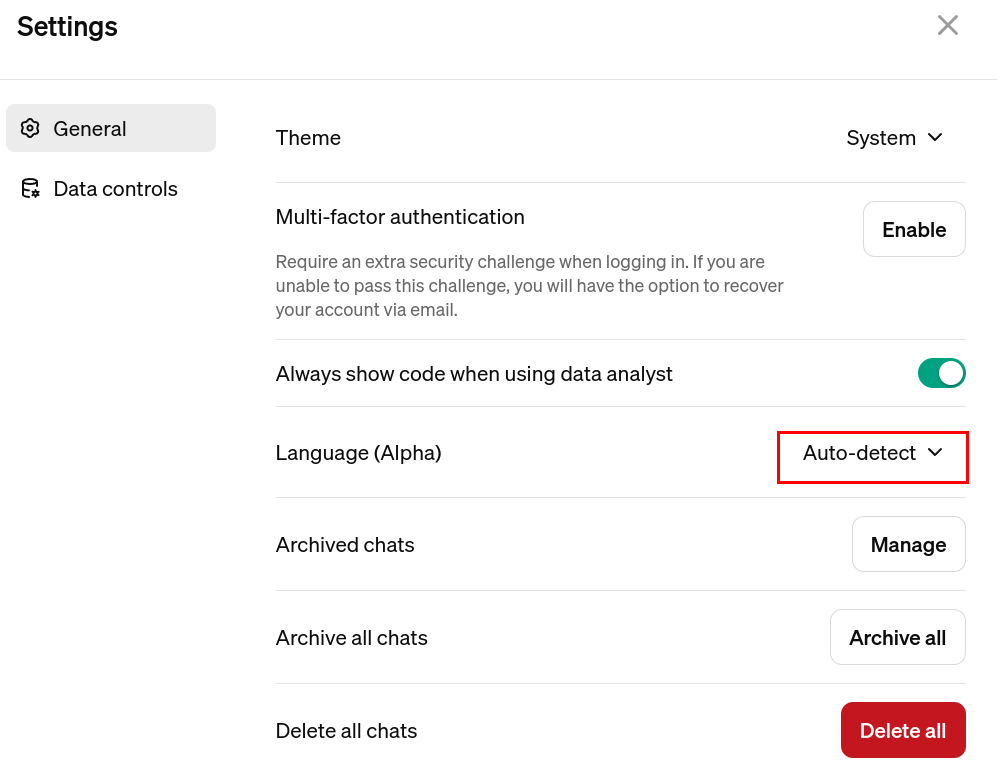 Settings
General
Data controls
Theme
System
Multi-factor authentication
Enable
Require an extra security challenge when logging in. If you are
unable to pass this challenge, you will have the option to recover
your account via email.
Always show code when using data analyst
Language (Alpha)
Auto-detect
Archived chats
Manage
Archive all chats
Archive all
Delete all chats
Delete all